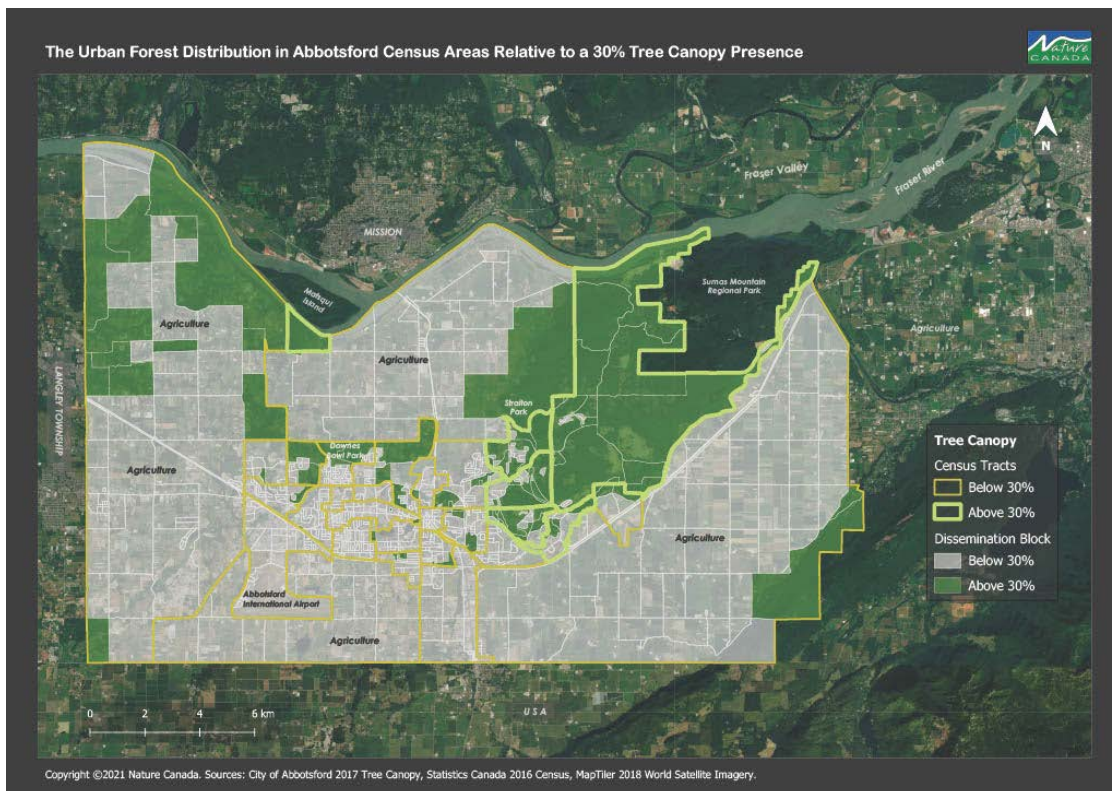 The Urban Forest Distribution in Abbotsford Census Areas Relative to a 30% Tree Canopy Presence
Nature
CANADA
N
Fraser Valley
Fraser River
MISSION
Sumas Mountain
Regional Park
Matsqui
Island
Agriculture
Agriculture
Agriculture
LANGLEY TOWNSHIP
Straiton
Park
Downes
Bowl Park
Agriculture
Agriculture
Abbotsford
International Airport
Agriculture
Tree Canopy
Census Tracts
Below 30%
Above 30%
Dissemination Block
Below 30%
Above 30%
0 2 4 6 km
USA
Copyright ©2021 Nature Canada. Sources: City of Abbotsford 2017 Tree Canopy, Statistics Canada 2016 Census, MapTiler 2018 World Satellite Imagery.